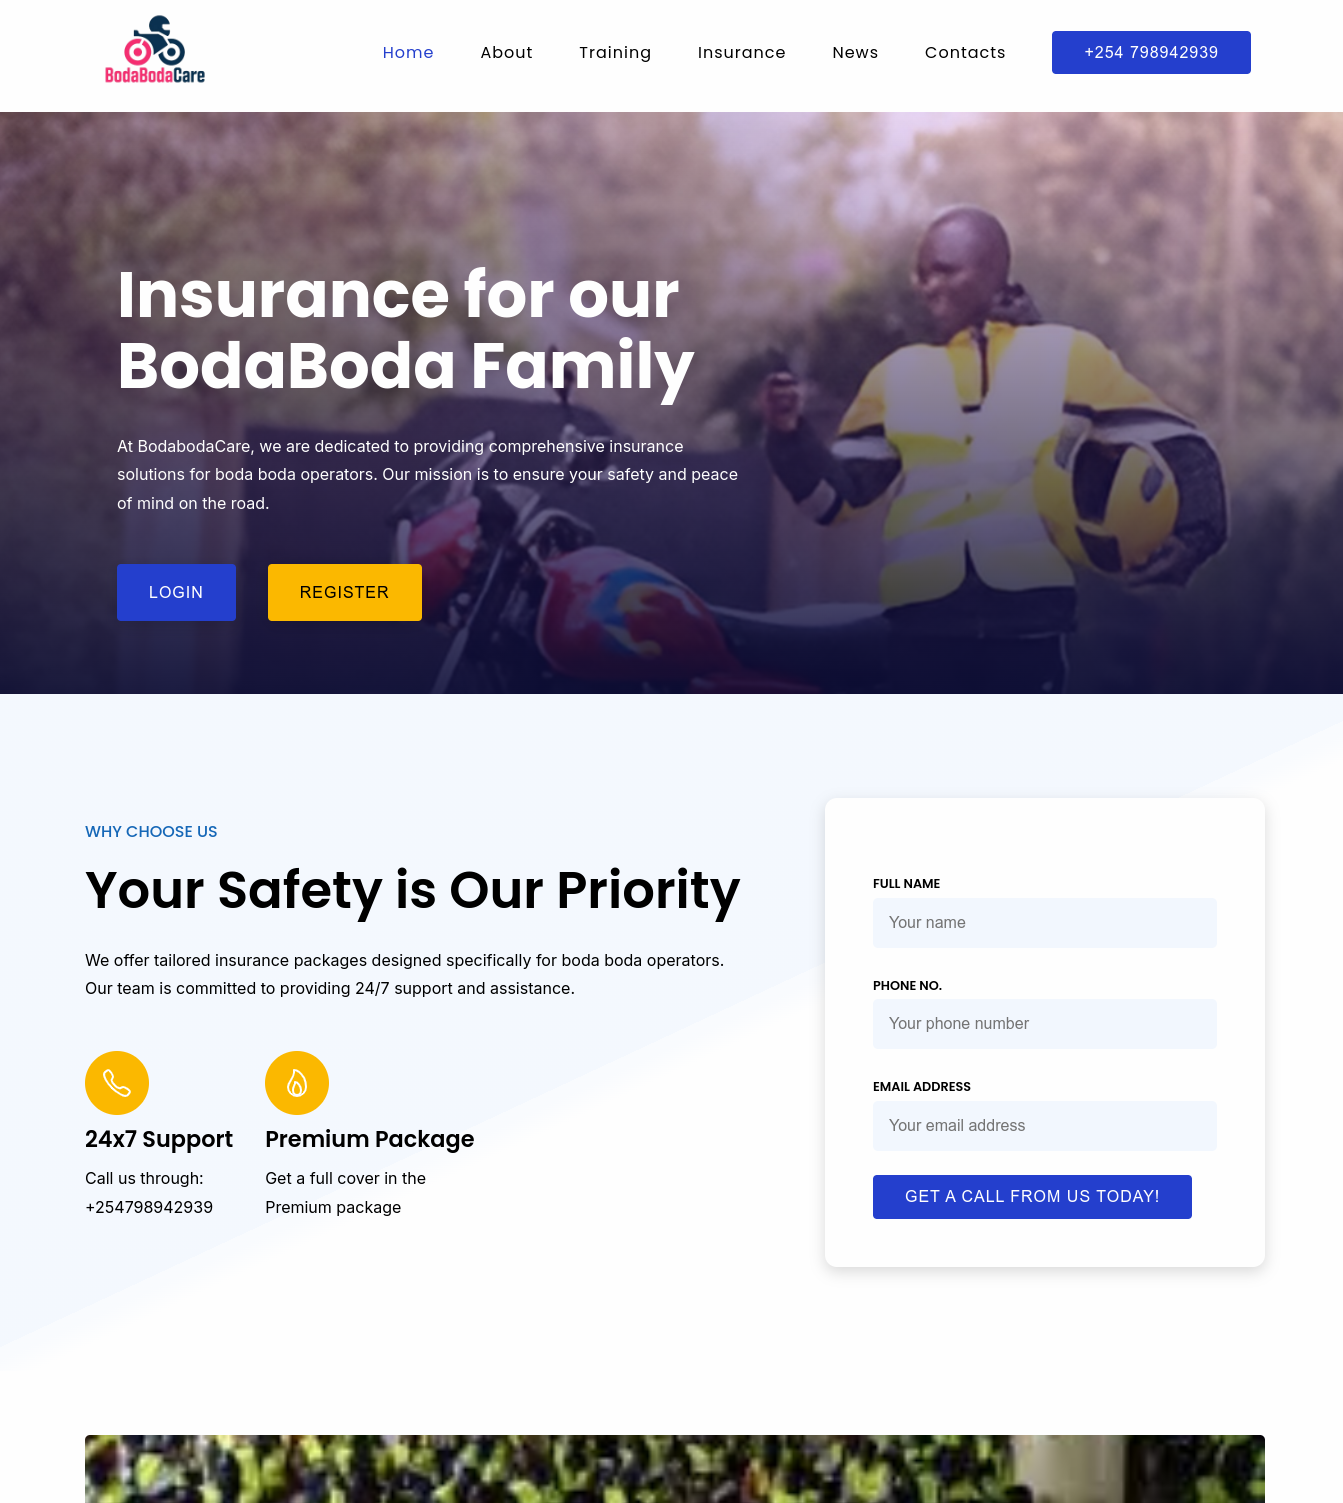 BodaBodaCare
Home
About
Training
Insurance
News
Contacts
+254 798942939
Insurance for our
BodaBoda Family
At BodabodaCare, we are dedicated to providing comprehensive insurance
solutions for boda boda operators. Our mission is to ensure your safety and peace
of mind on the road.
LOGIN
REGISTER
WHY CHOOSE US
Your Safety is Our Priority
We offer tailored insurance packages designed specifically for boda boda operators.
Our team is committed to providing 24/7 support and assistance.
24x7 Support
Call us through:
+254798942939
Premium Package
Get a full cover in the
Premium package
FULL NAME
Your name
PHONE NO.
Your phone number
EMAIL ADDRESS
Your email address
GET A CALL FROM US TODAY!